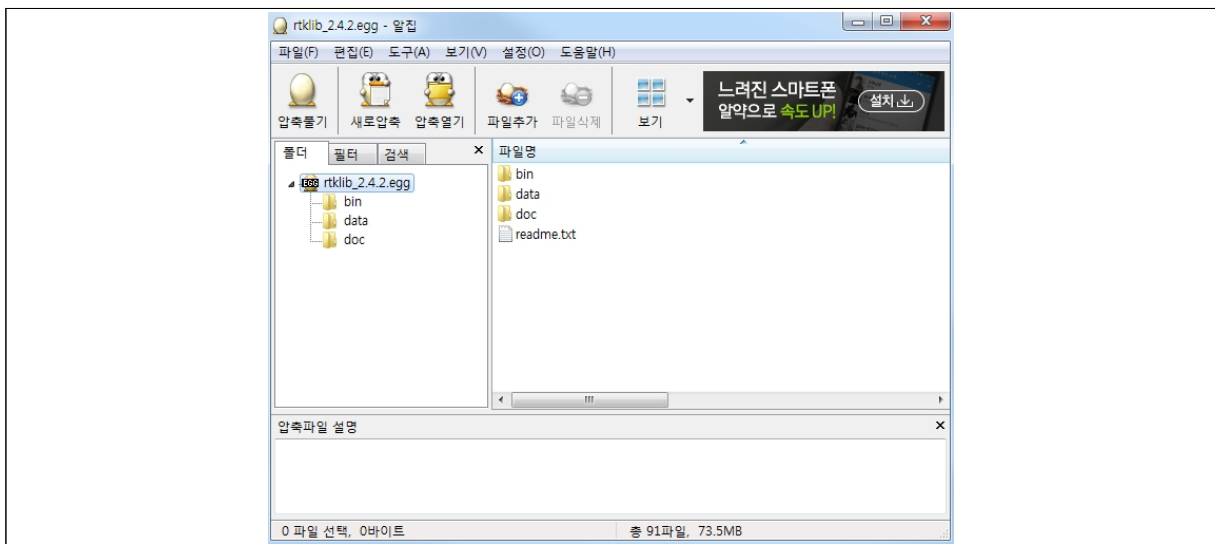 rtklib_2.4.2.egg - 알집
파일(F) 편집(E) 도구(A) 보기(V) 설정(O) 도움말(H)
압축풀기 새로압축 압축열기 파일추가 파일삭제 보기
느려진 스마트폰
알약으로 속도 UP!
설치
폴더 필터 검색
파일명
EGG rtklib_2.4.2.egg
bin
data
doc
bin
data
doc
readme.txt
압축파일 설명
0 파일 선택, 0바이트
총 91파일, 73.5MB